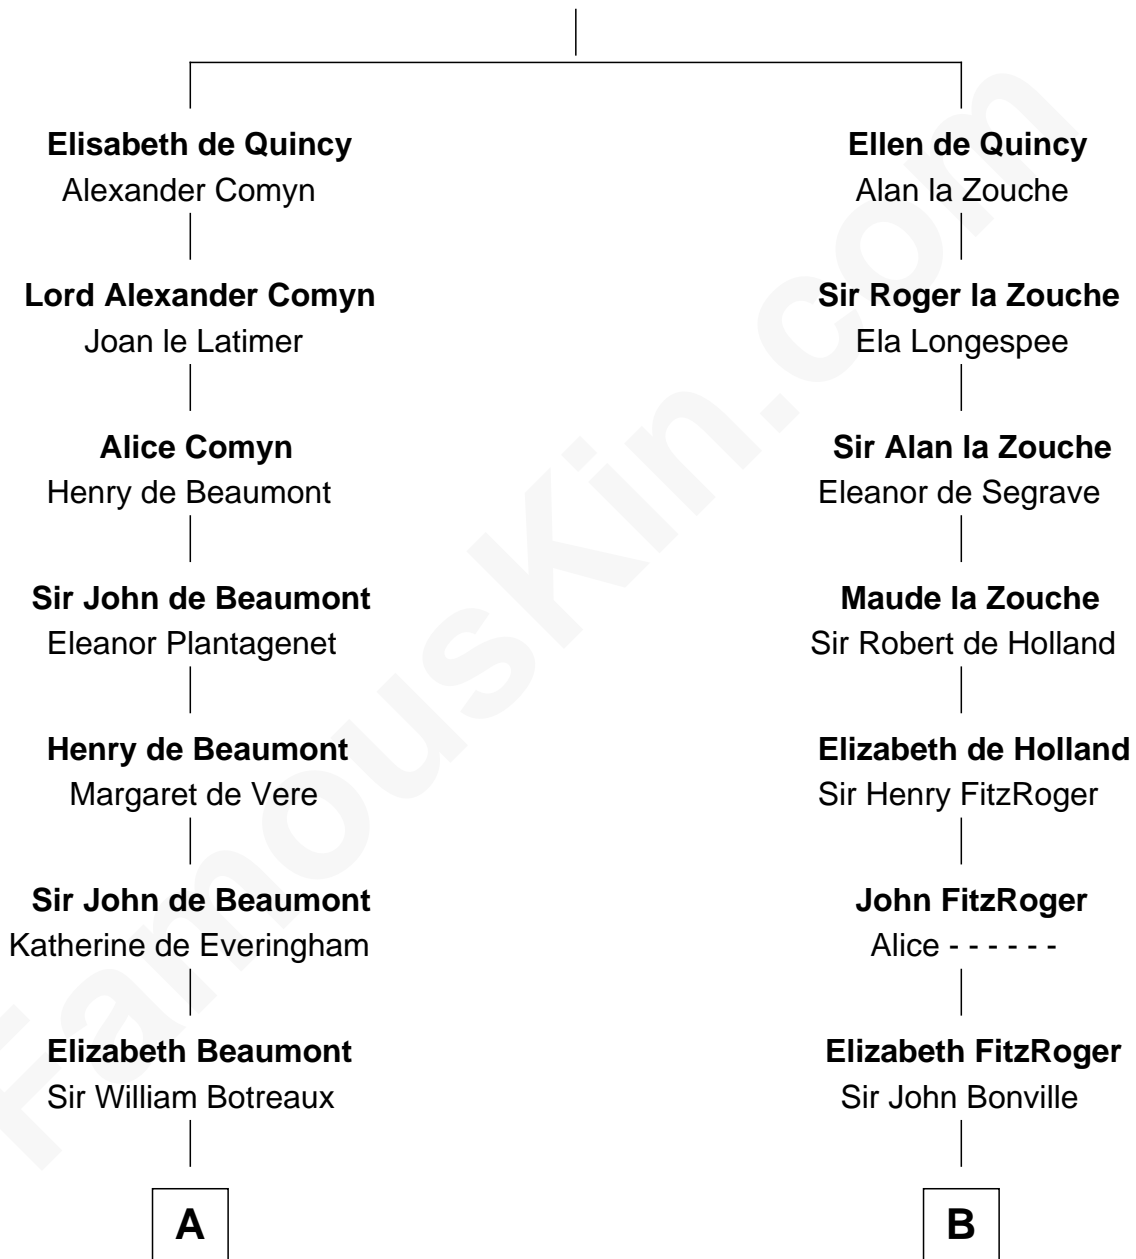 Elisabeth de Quincy
Alexander Comyn
Lord Alexander Comyn
Joan le Latimer
Alice Comyn
Henry de Beaumont
Sir John de Beaumont
Eleanor Plantagenet
Henry de Beaumont
Margaret de Vere
Sir John de Beaumont
Katherine de Everingham
Elizabeth Beaumont
Sir William Botreaux
A
Ellen de Quincy
Alan la Zouche
Sir Roger la Zouche
Ela Longespee
Sir Alan la Zouche
Eleanor de Segrave
Maude la Zouche
Sir Robert de Holland
Elizabeth de Holland
Sir Henry FitzRoger
John FitzRoger
Alice - - - - - -
Elizabeth FitzRoger
Sir John Bonville
B
FamousKin.com